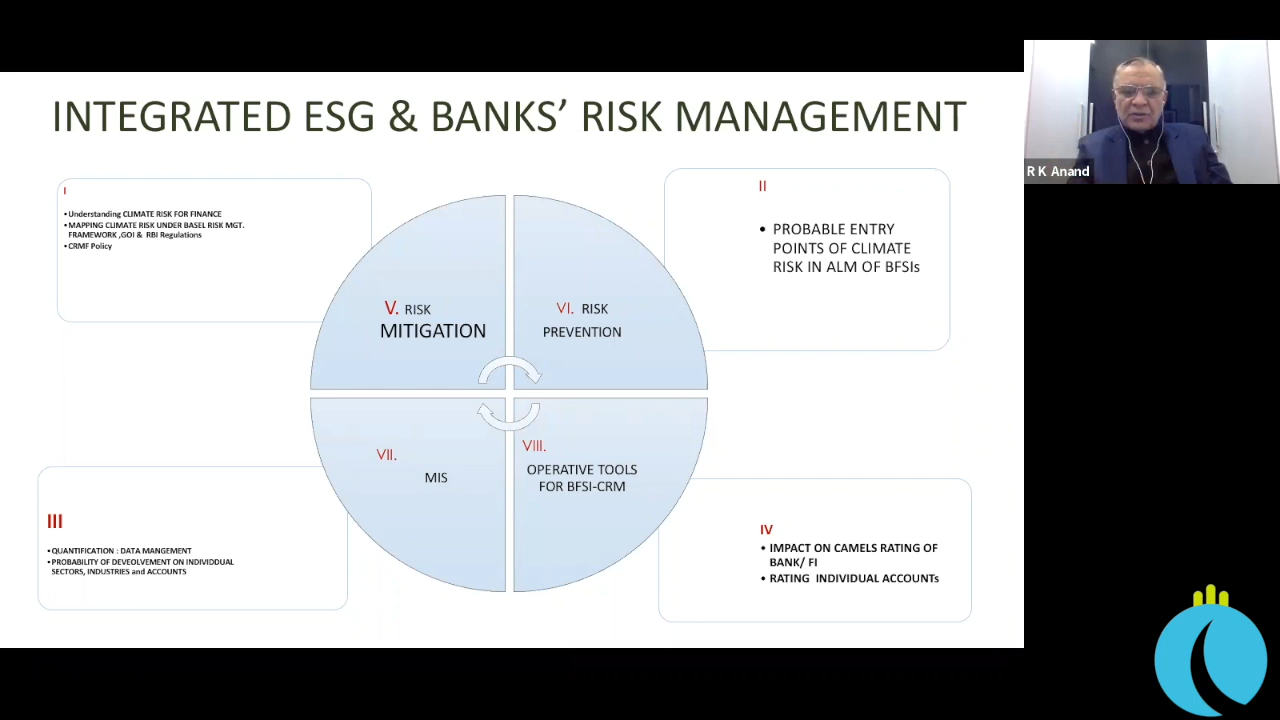 INTEGRATED ESG & BANKS’ RISK MANAGEMENT
R K Anand
I
•Understanding CLIMATE RISK FOR FINANCE
•MAPPING CLIMATE RISK UNDER BASEL RISK MGT.
FRAMEWORK ,GOI & RBI Regulations
•CRMF Policy
II
• PROBABLE ENTRY
POINTS OF CLIMATE
RISK IN ALM OF BFSIs
V. RISK
MITIGATION
VI. RISK
PREVENTION
VII.
MIS
VIII.
OPERATIVE TOOLS
FOR BFSI-CRM
III
•QUANTIFICATION : DATA MANGEMENT
•PROBABILITY OF DEVEOLVEMENT ON INDIVIDDUAL
SECTORS, INDUSTRIES and ACCOUNTS
IV
• IMPACT ON CAMELS RATING OF
BANK/ FI
• RATING INDIVIDUAL ACCOUNTs